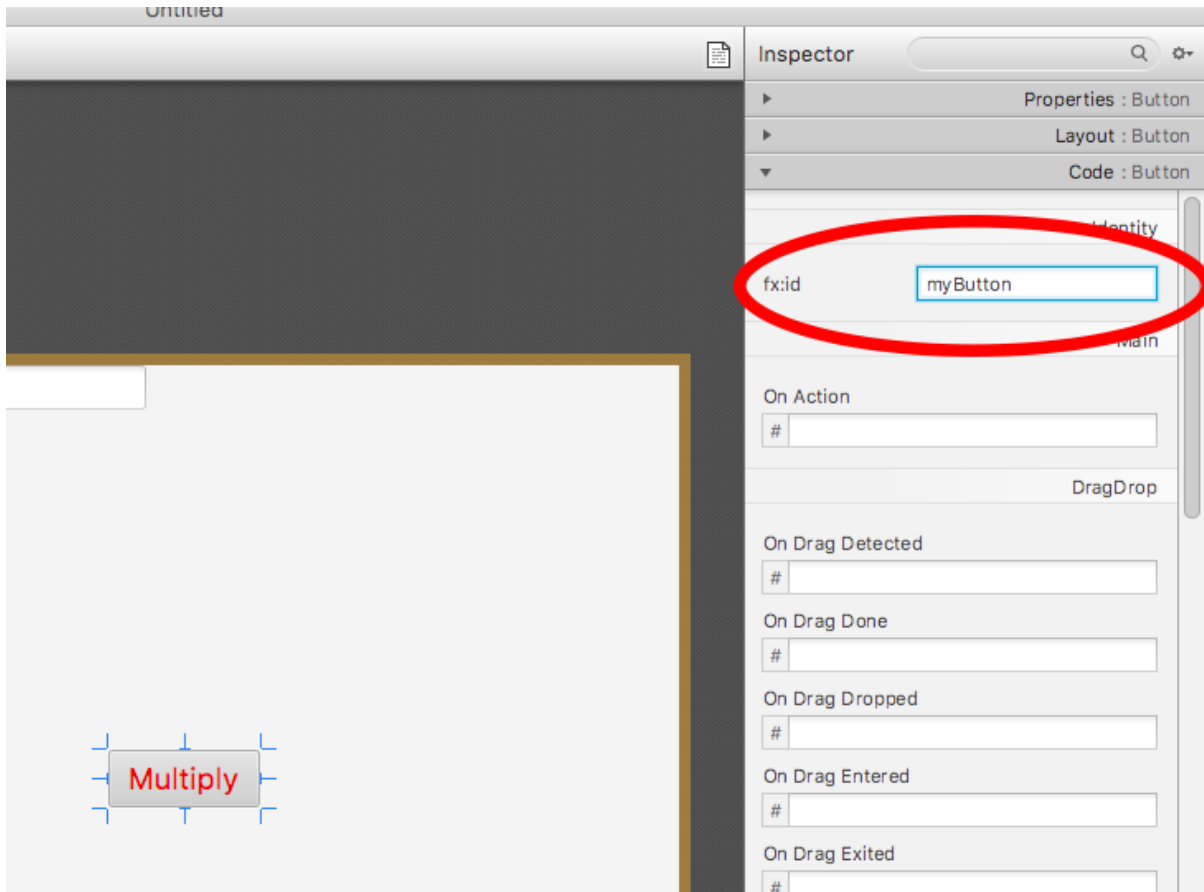 Untitled
Inspector
Properties : Button
Layout : Button
Code : Button
Identity
fx:id
myButton
Main
On Action
#
DragDrop
On Drag Detected
#
On Drag Done
#
On Drag Dropped
#
On Drag Entered
#
On Drag Exited
#
Multiply